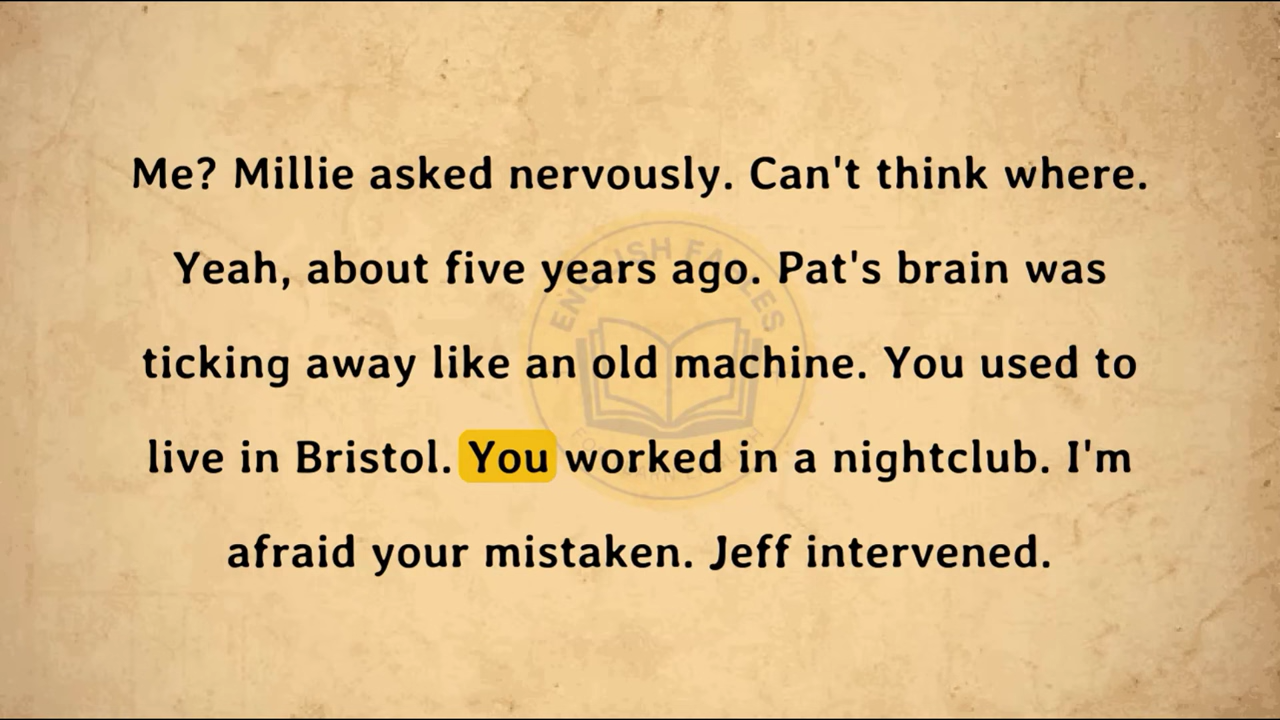 Me? Millie asked nervously. Can't think where.
Yeah, about five years ago. Pat's brain was
ticking away like an old machine. You used to
live in Bristol. You worked in a nightclub. I'm
afraid your mistaken. Jeff intervened.